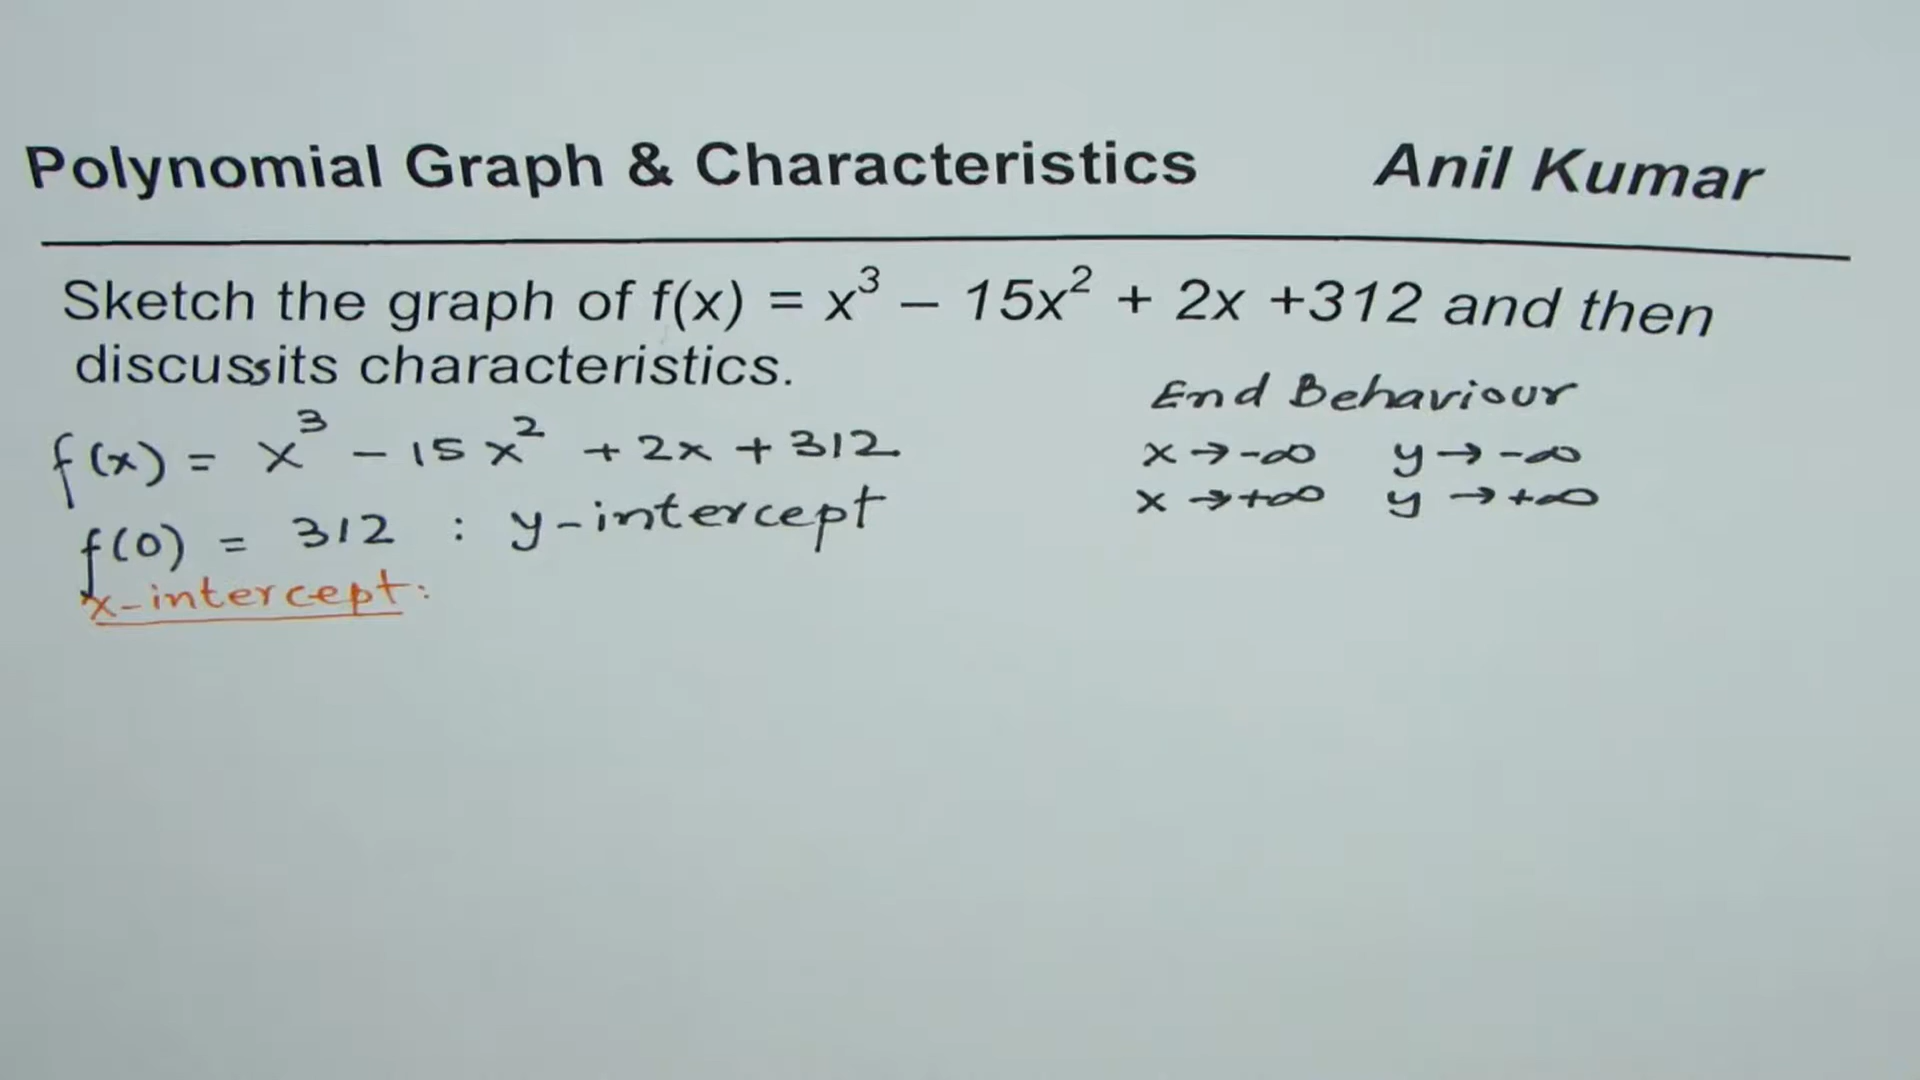 Polynomial Graph & Characteristics Anil Kumar
Sketch the graph of f(x) = x³ – 15x² + 2x +312 and then
discussits characteristics.
End Behaviour
f(x) = x³ – 15x² + 2x + 312
x → -∞ y → -∞
x → +∞ y → +∞
f(0) = 312 : y-intercept
x-intercept: